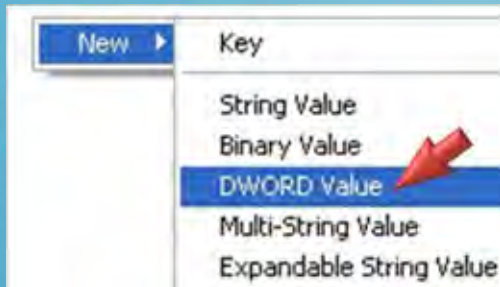 New Key
String Value
Binary Value
DWORD Value
Multi-String Value
Expandable String Value